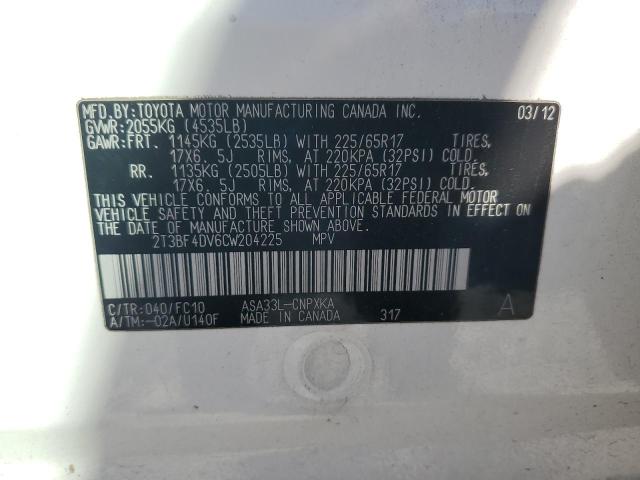 MFD.BY:TOYOTA MOTOR MANUFACTURING CANADA INC. 03/12
GVWR:2055KG (4535LB)
GAWR:FRT. 1145KG (2535LB) WITH 225/65R17 TIRES,
17X6.5J RIMS, AT 220KPA (32PSI) COLD.
RR. 1135KG (2505LB) WITH 225/65R17 TIRES,
17X6.5J RIMS, AT 220KPA (32PSI) COLD.
THIS VEHICLE CONFORMS TO ALL APPLICABLE FEDERAL MOTOR
VEHICLE SAFETY AND THEFT PREVENTION STANDARDS IN EFFECT ON
THE DATE OF MANUFACTURE SHOWN ABOVE.
2T3BF4DV6CW204225 MPV
C/TR:040/FC10 ASA33L-CNPXKA A
A/TM:-02A/U140F MADE IN CANADA 317